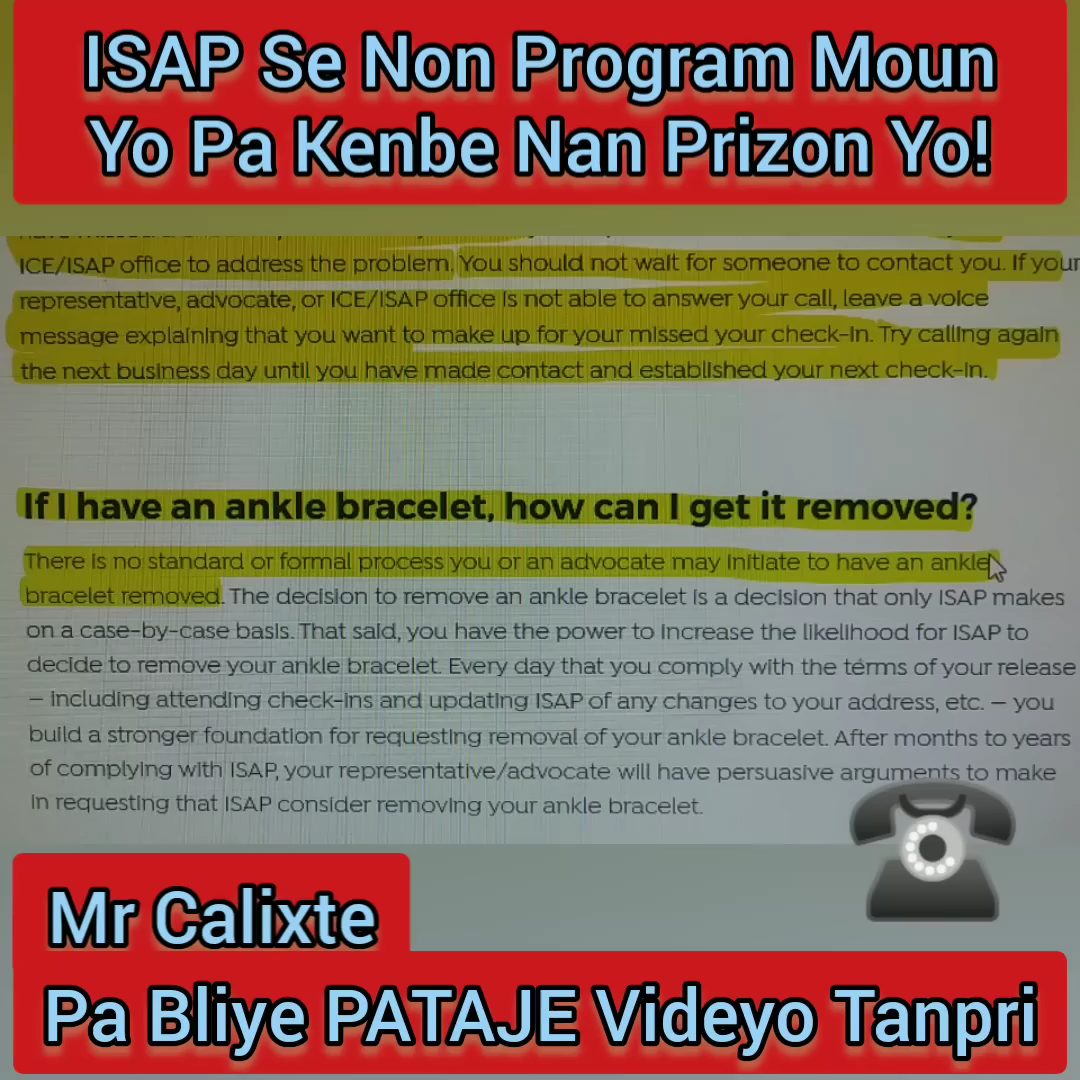 ISAP Se Non Program Moun
Yo Pa Kenbe Nan Prizon Yo!
ICE/ISAP office to address the problem. You should not wait for someone to contact you. If your
representative, advocate, or ICE/ISAP office is not able to answer your call, leave a voice
message explaining that you want to make up for your missed your check-in. Try calling again
the next business day until you have made contact and established your next check-in.
If I have an ankle bracelet, how can I get it removed?
There is no standard or formal process you or an advocate may initiate to have an ankle
bracelet removed. The decision to remove an ankle bracelet is a decision that only ISAP makes
on a case-by-case basis. That said, you have the power to increase the likelihood for ISAP to
decide to remove your ankle bracelet. Every day that you comply with the terms of your release
– including attending check-ins and updating ISAP of any changes to your address, etc. – you
build a stronger foundation for requesting removal of your ankle bracelet. After months to years
of complying with ISAP, your representative/advocate will have persuasive arguments to make
in requesting that ISAP consider removing your ankle bracelet.
Mr Calixte
Pa Bliye PATAJE Videyo Tanpri